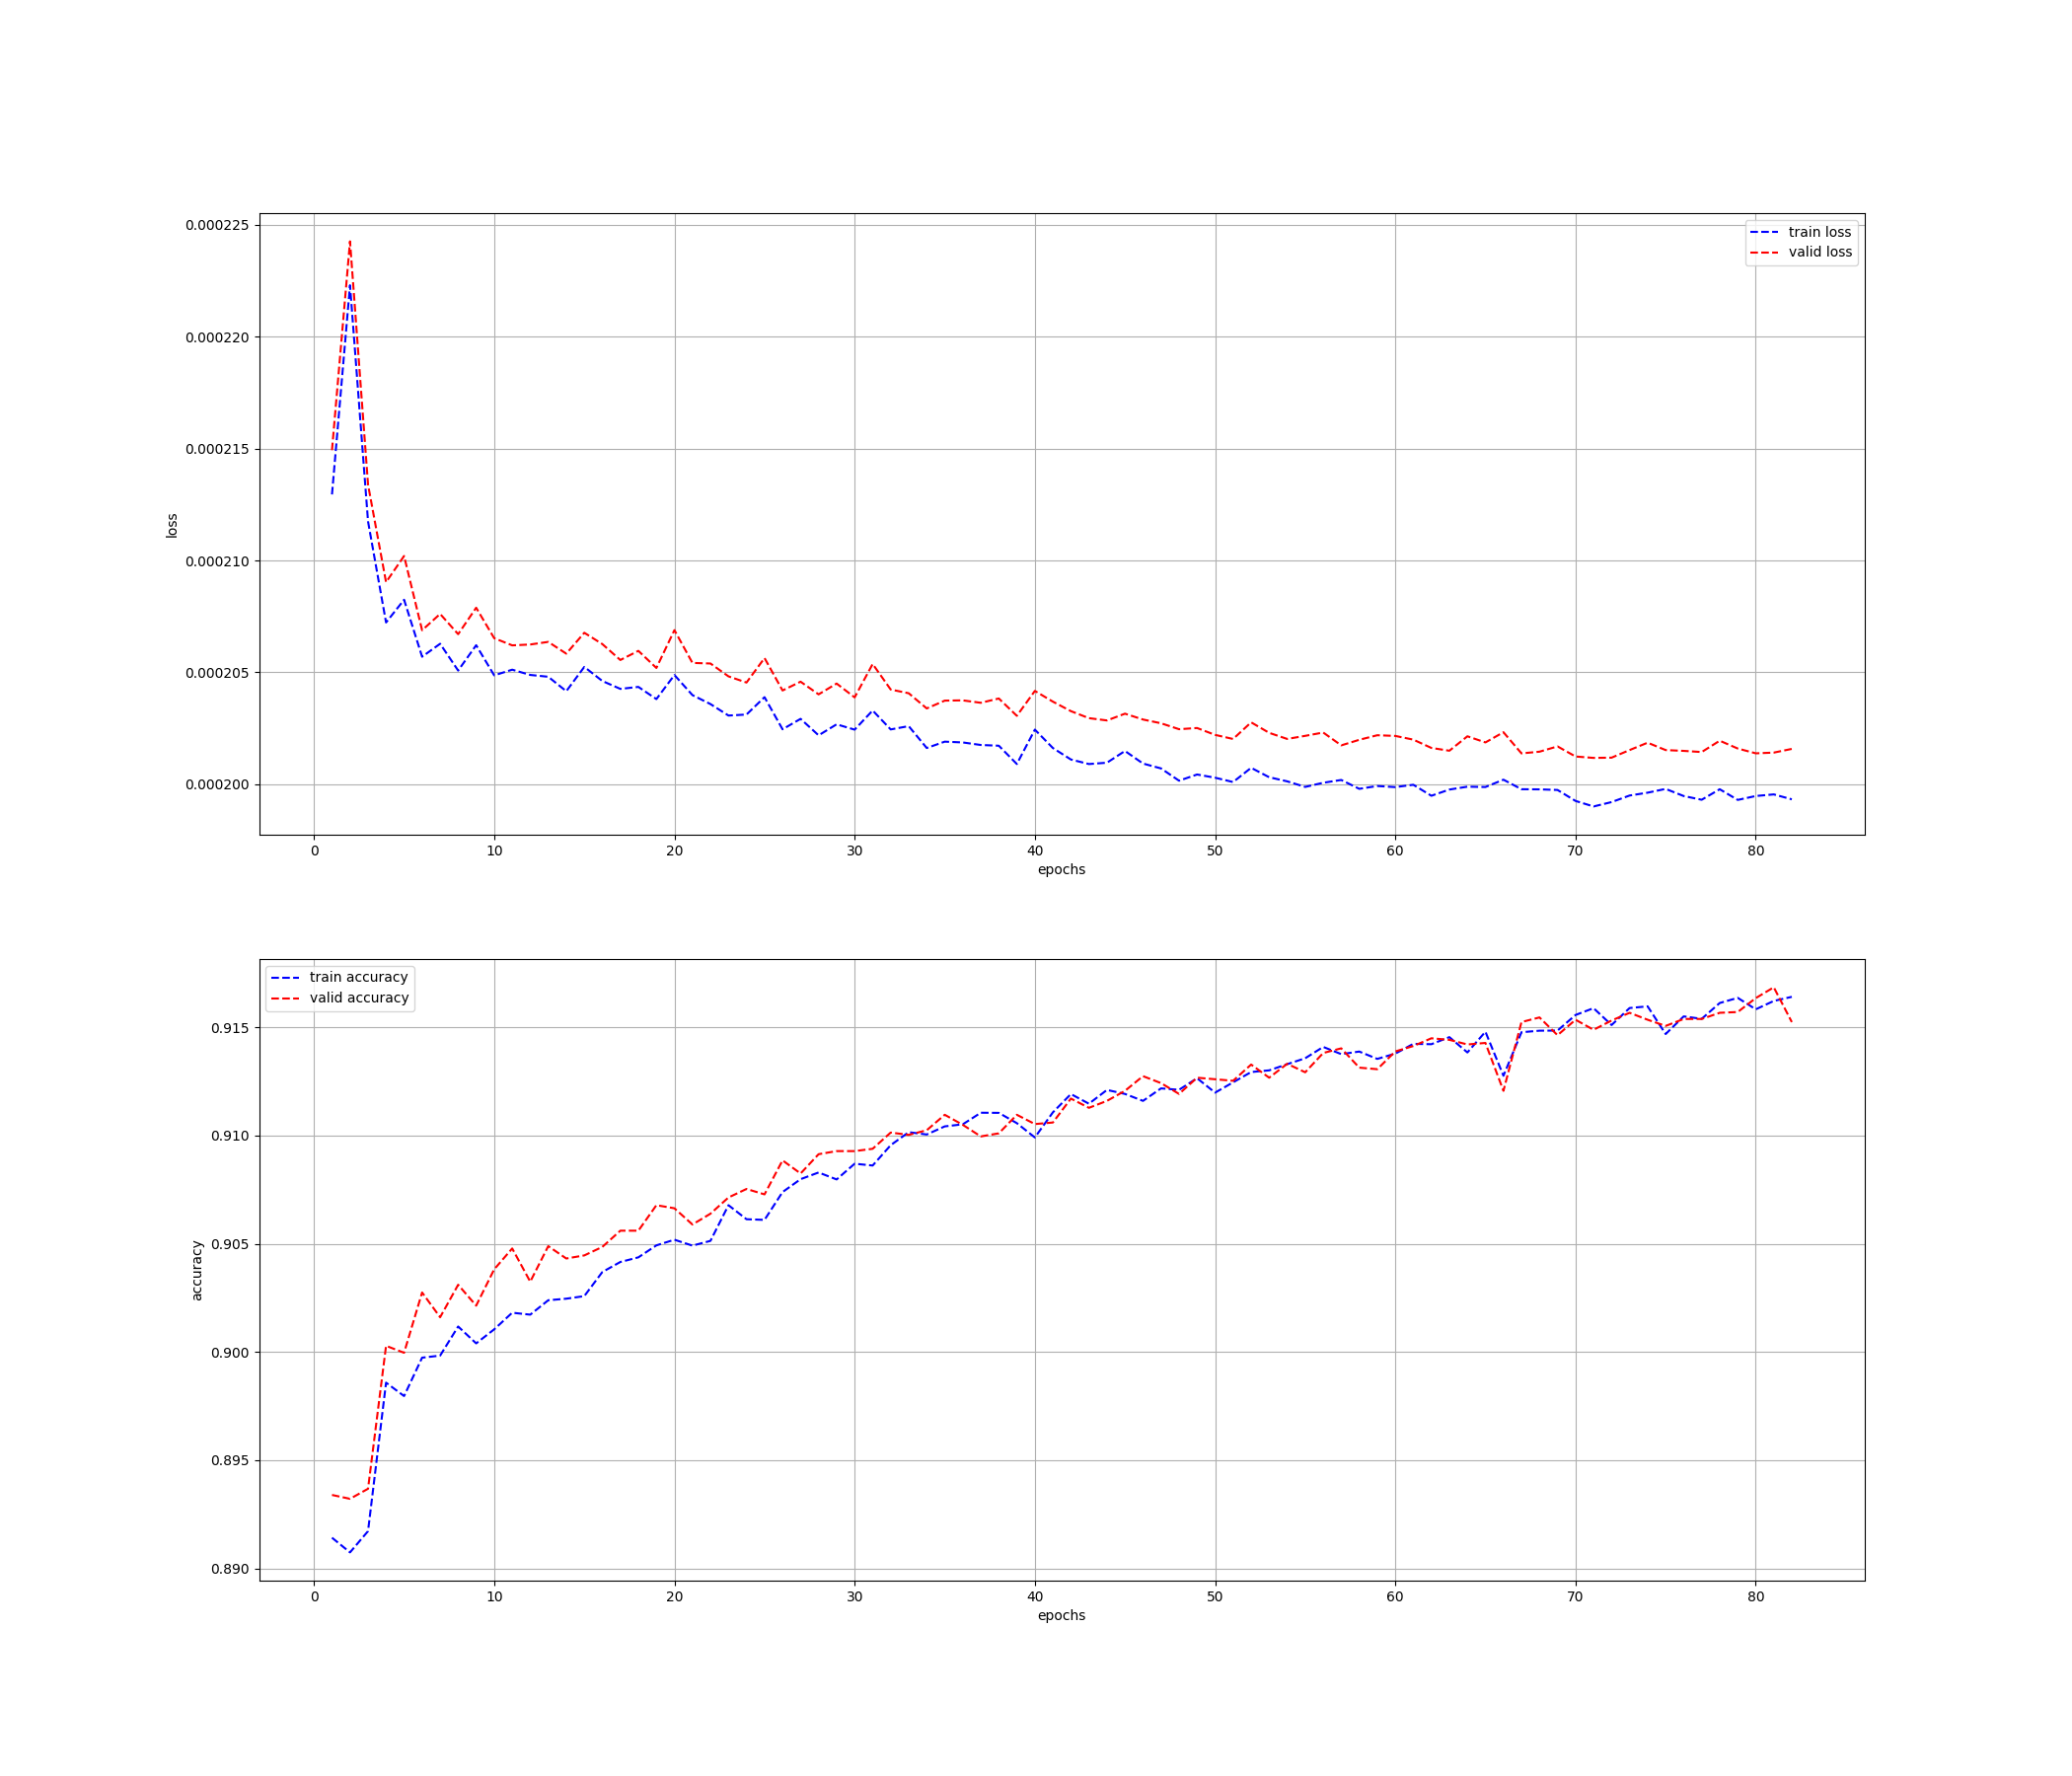 0.000225
0.000220
0.000215
0.000210
0.000205
0.000200
loss
train loss
valid loss
0 10 20 30 40 50 60 70 80
epochs
train accuracy
valid accuracy
0.915
0.910
0.905
0.900
0.895
0.890
accuracy
0 10 20 30 40 50 60 70 80
epochs